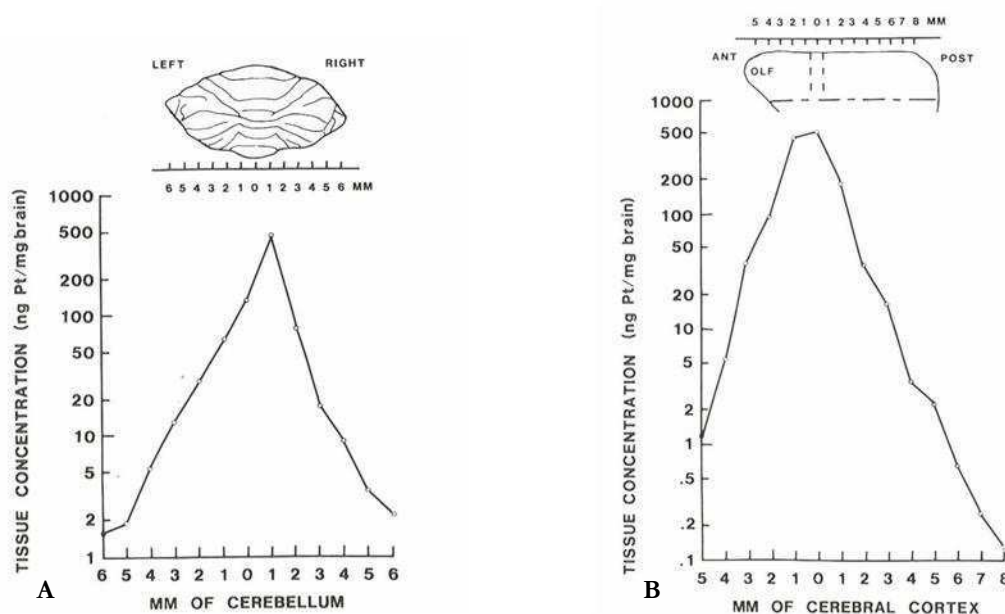 LEFT RIGHT
6 5 4 3 2 1 0 1 2 3 4 5 6 MM
TISSUE CONCENTRATION (ng Pt/mg brain)
1000
500
200
100
50
20
10
5
2
1
6 5 4 3 2 1 0 1 2 3 4 5 6
MM OF CEREBELLUM
A
5 4 3 2 1 0 1 2 3 4 5 6 7 8 MM
ANT POST
OLF
TISSUE CONCENTRATION (ng Pt/mg brain)
1000
500
200
100
50
20
10
5
2
1
.5
.2
.1
5 4 3 2 1 0 1 2 3 4 5 6 7 8
MM OF CEREBRAL CORTEX
B